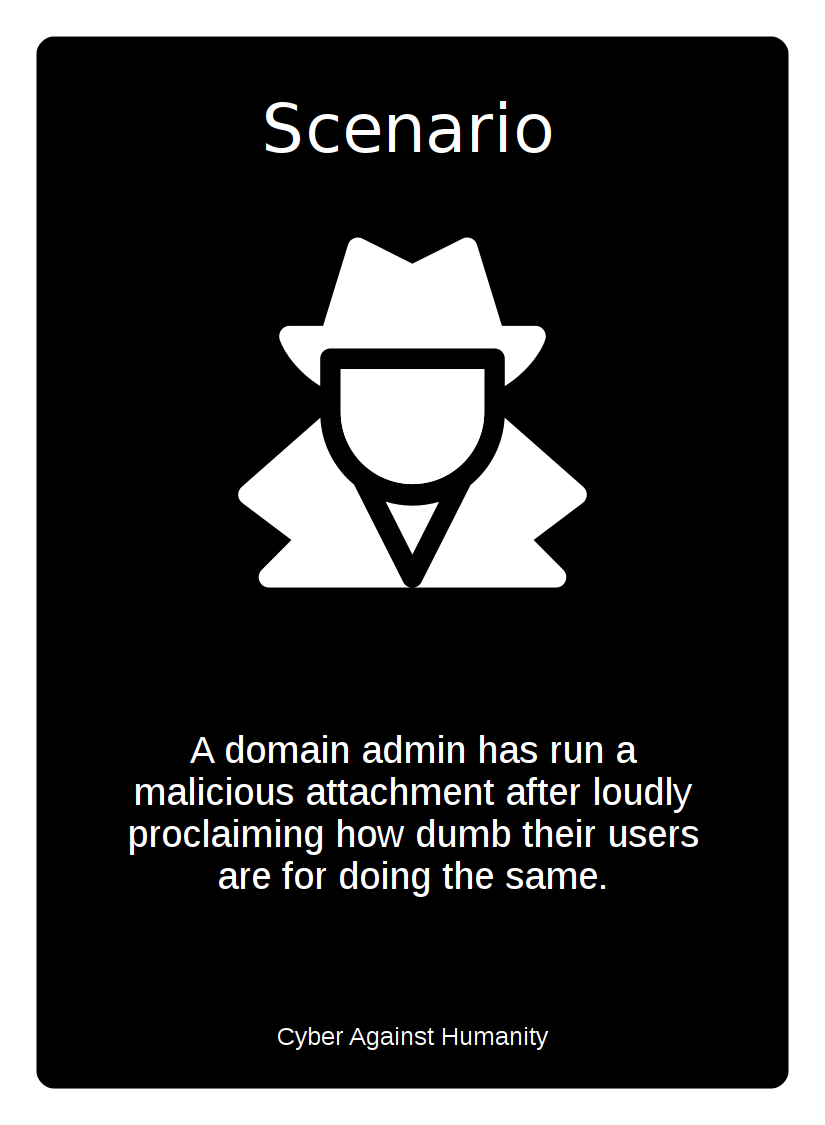 Scenario
A domain admin has run a
malicious attachment after loudly
proclaiming how dumb their users
are for doing the same.
Cyber Against Humanity